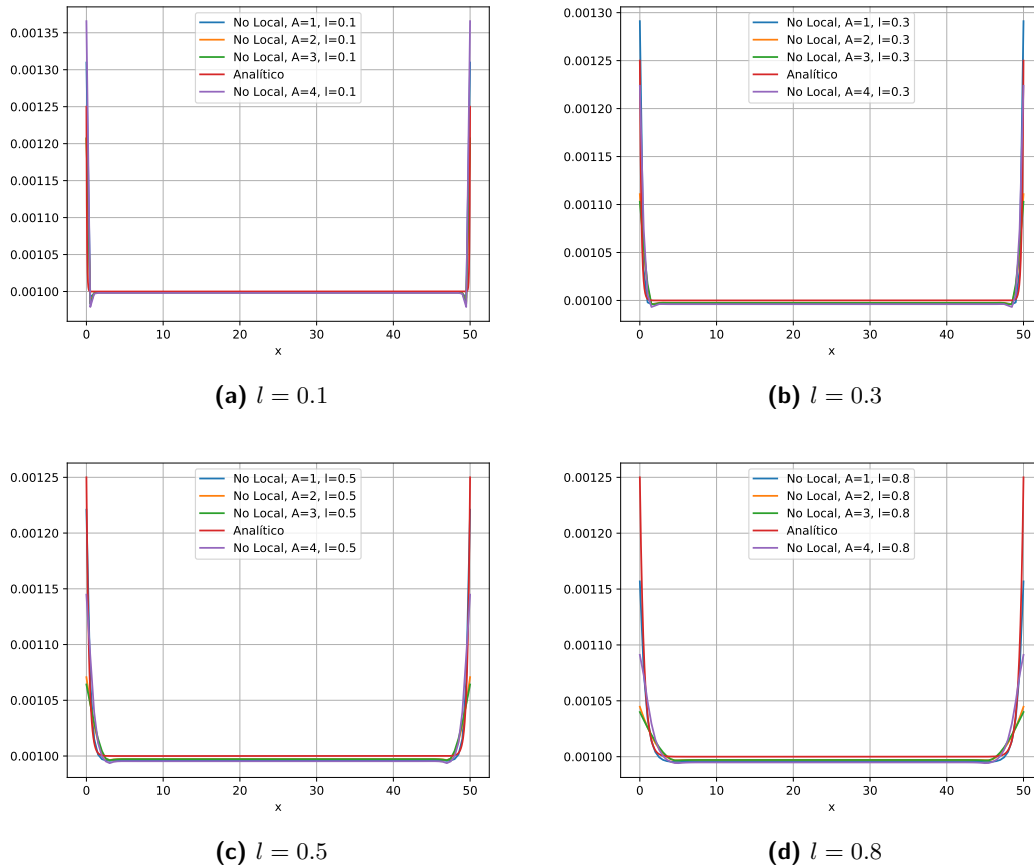 0.00135
0.00130
0.00125
0.00120
0.00115
0.00110
0.00105
0.00100
No Local, A=1, l=0.1
No Local, A=2, l=0.1
No Local, A=3, l=0.1
Analítico
No Local, A=4, l=0.1
0 10 20 30 40 50
x
(a) l = 0.1
0.00130
0.00125
0.00120
0.00115
0.00110
0.00105
0.00100
No Local, A=1, l=0.3
No Local, A=2, l=0.3
No Local, A=3, l=0.3
Analítico
No Local, A=4, l=0.3
0 10 20 30 40 50
x
(b) l = 0.3
0.00125
0.00120
0.00115
0.00110
0.00105
0.00100
No Local, A=1, l=0.5
No Local, A=2, l=0.5
No Local, A=3, l=0.5
Analítico
No Local, A=4, l=0.5
0 10 20 30 40 50
x
(c) l = 0.5
0.00125
0.00120
0.00115
0.00110
0.00105
0.00100
No Local, A=1, l=0.8
No Local, A=2, l=0.8
No Local, A=3, l=0.8
Analítico
No Local, A=4, l=0.8
0 10 20 30 40 50
x
(d) l = 0.8